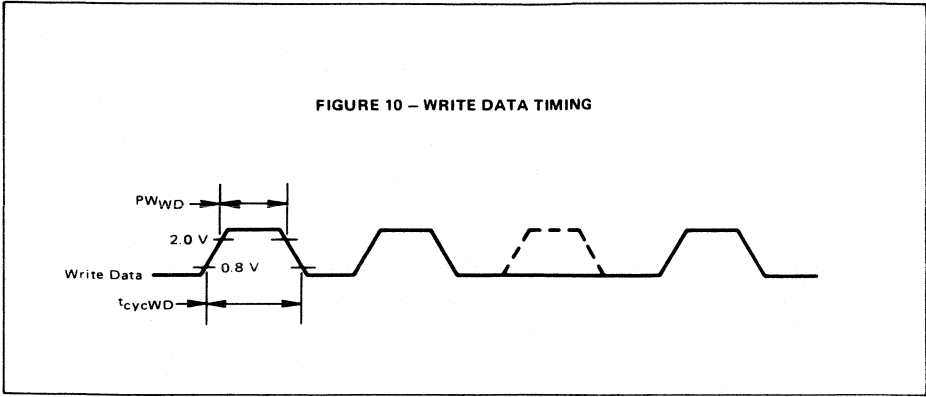 FIGURE 10 – WRITE DATA TIMING
PWWD
2.0 V
0.8 V
Write Data
tcycWD